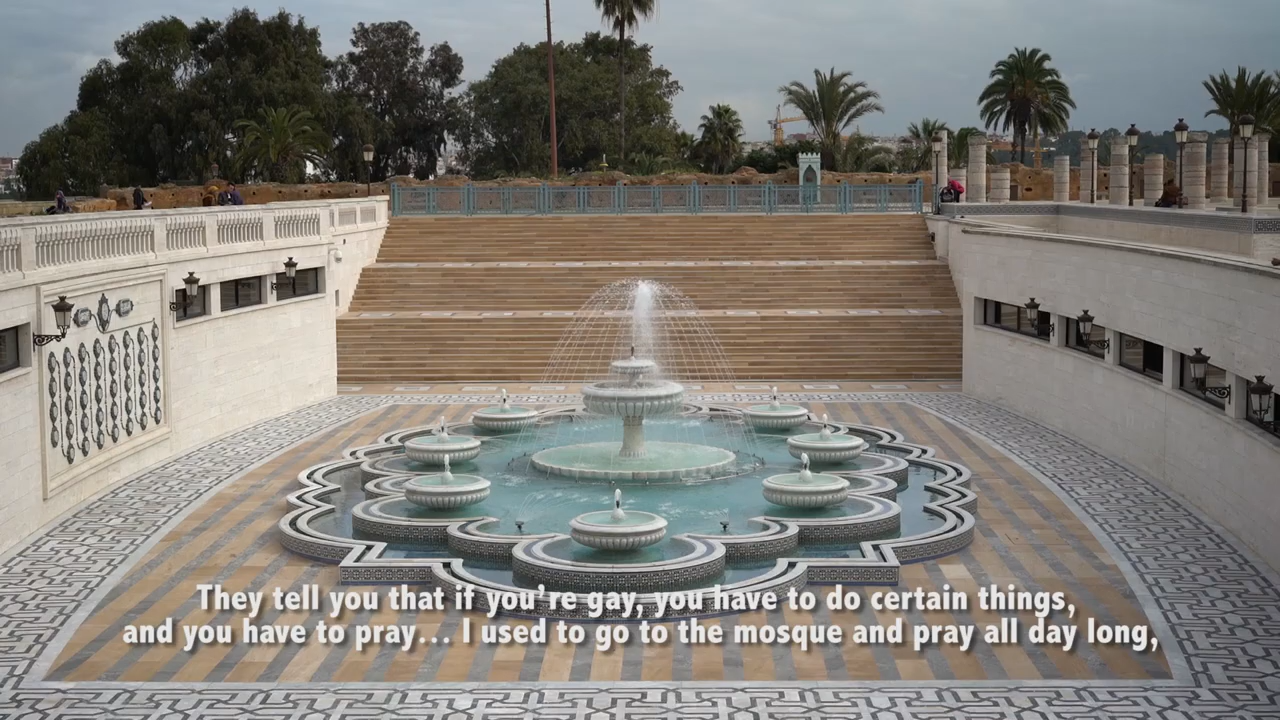 They tell you that if you're gay, you have to do certain things,
and you have to pray... I used to go to the mosque and pray all day long,